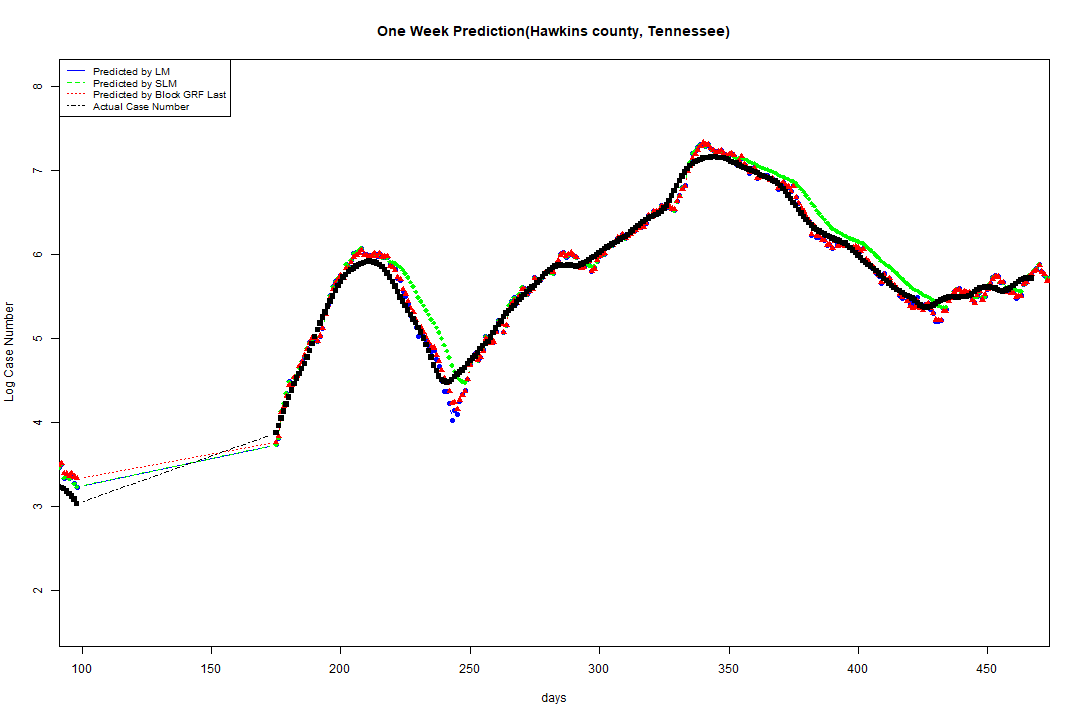 One Week Prediction(Hawkins county, Tennessee)
Predicted by LM
Predicted by SLM
Predicted by Block GRF Last
Actual Case Number
8
7
6
5
4
3
2
Log Case Number
100 150 200 250 300 350 400 450
days